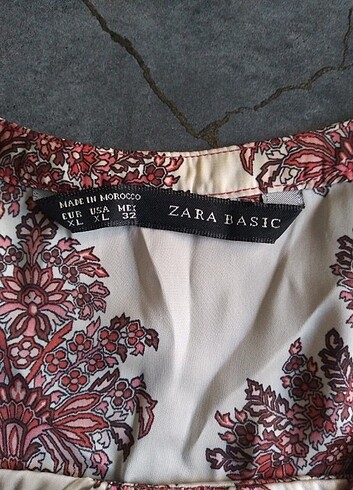 MADE IN MOROCCO
EUR USA MEX
XL XL 32
ZARA BASIC